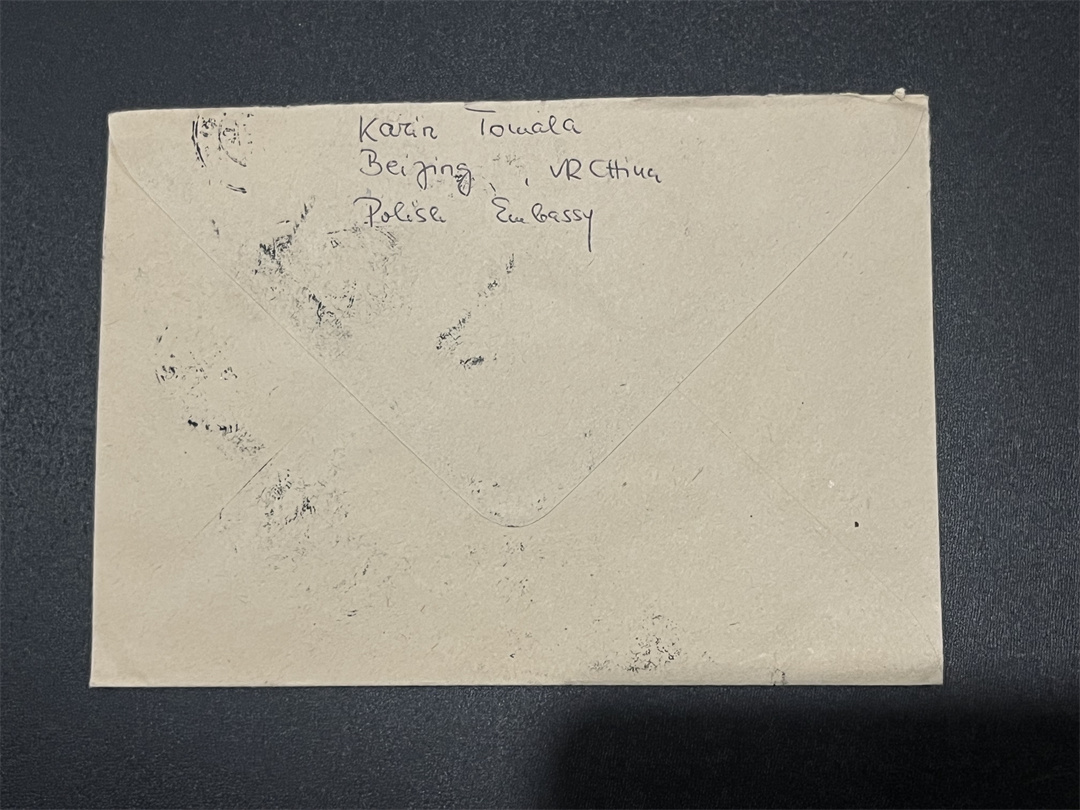 Karin Tomala
Beijing, VR CHina
Polish Embassy